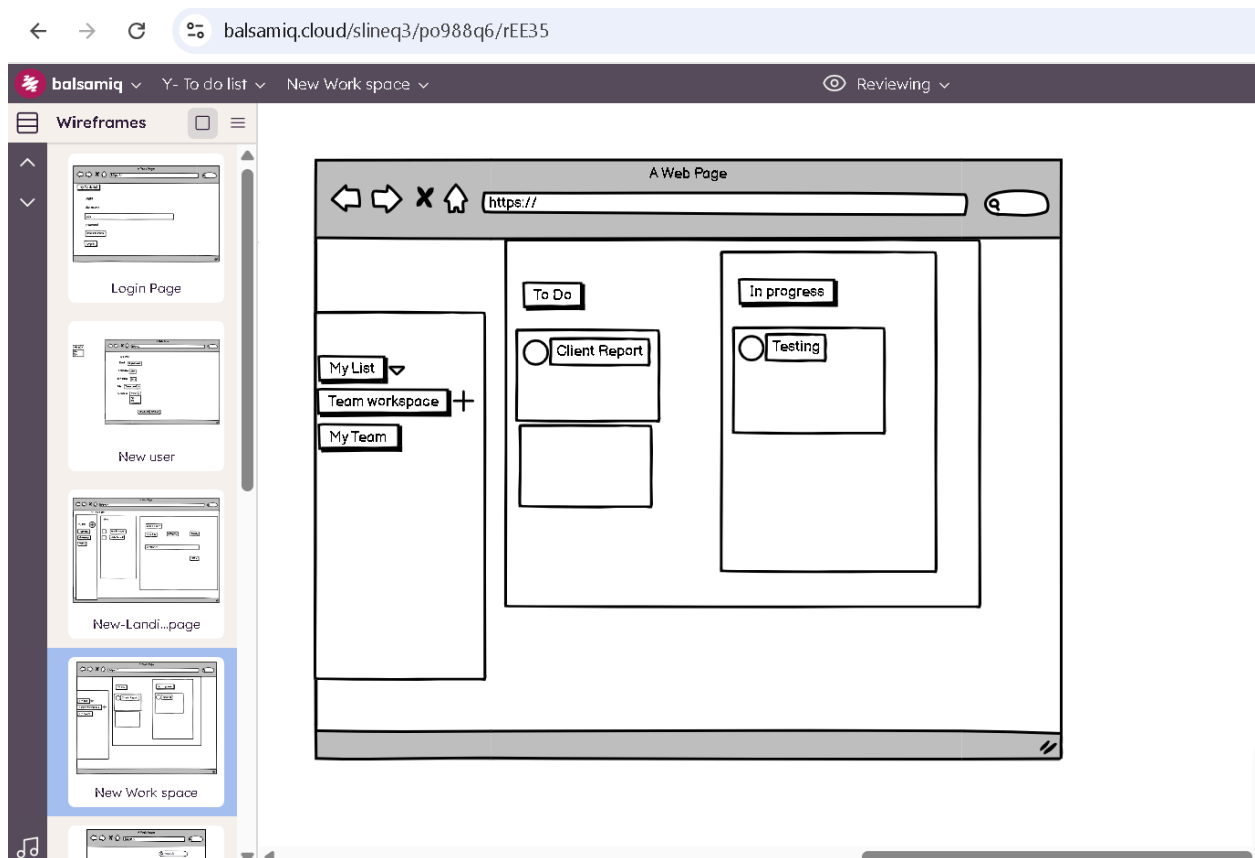 balsamiq.cloud/slineq3/po988q6/rEE35
balsamiq Y- To do list New Work space Reviewing
Wireframes
Login Page
New user
New-Landi...page
New Work space
A Web Page
https://
To Do
In progress
Client Report
Testing
My List
Team workspace
My Team